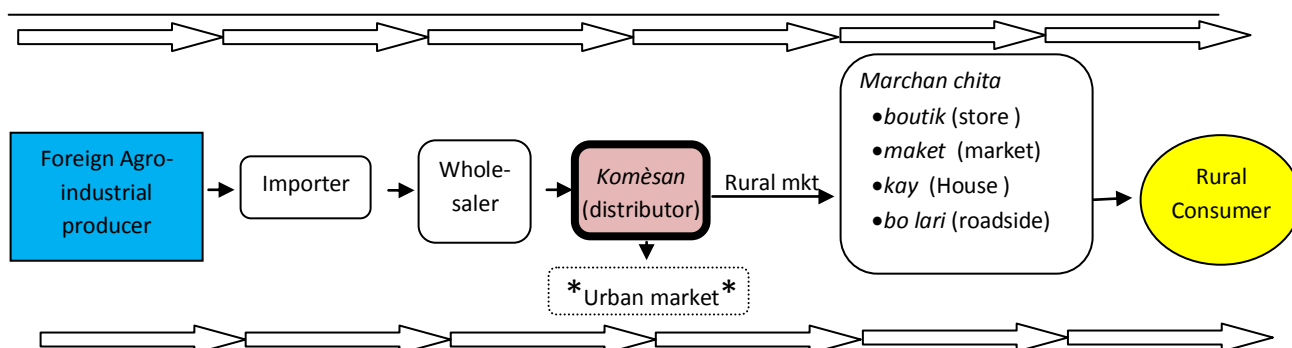 Foreign Agro-
industrial
producer
Importer
Whole-
saler
Komèsan
(distributor)
Rural mkt
*Urban market*
Marchan chita
•boutik (store )
•maket (market)
•kay (House )
•bo lari (roadside)
Rural
Consumer